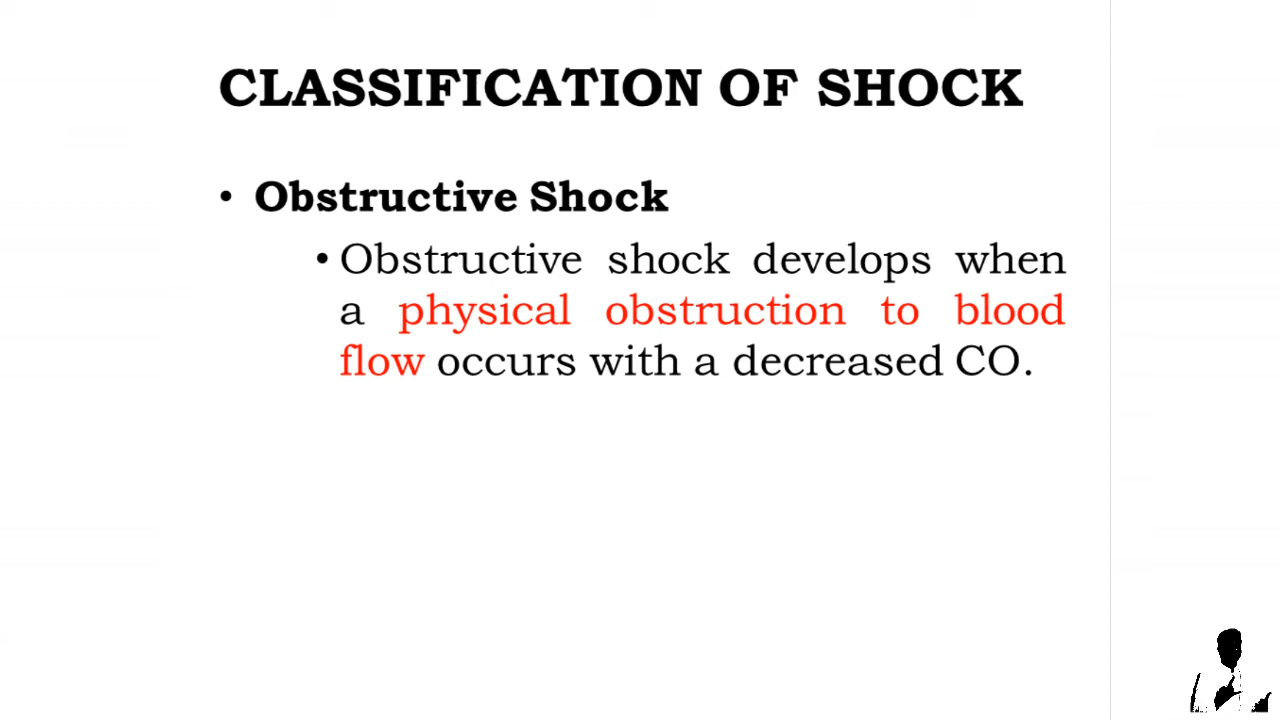 CLASSIFICATION OF SHOCK
• Obstructive Shock
• Obstructive shock develops when
a physical obstruction to blood
flow occurs with a decreased CO.